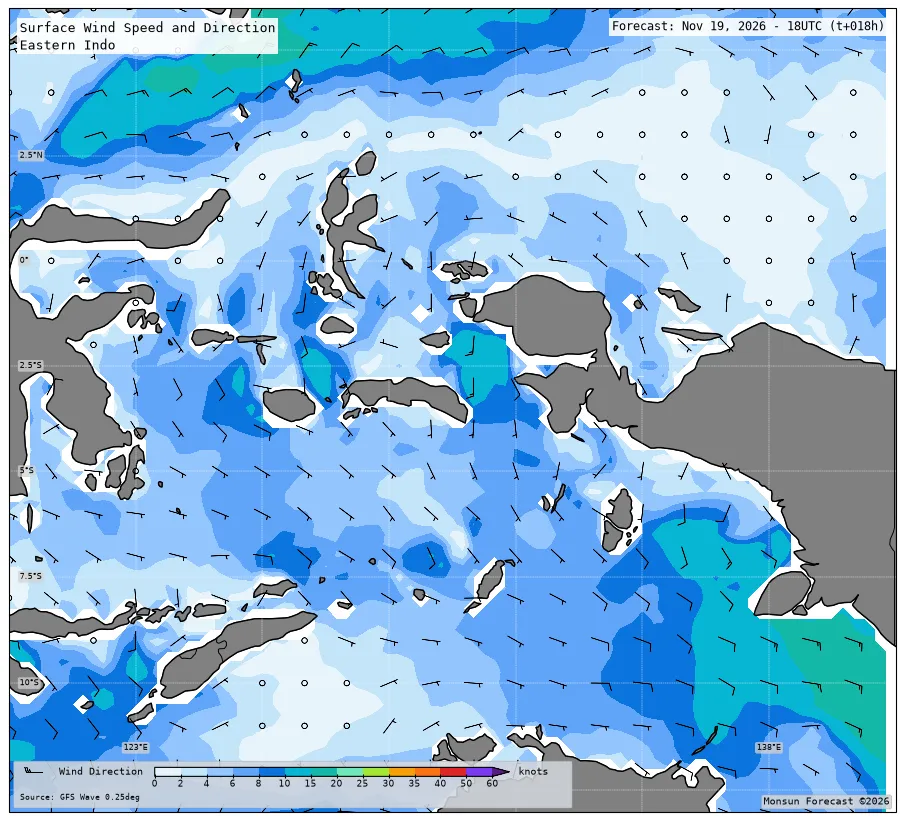 Surface Wind Speed and Direction
Eastern Indo
Forecast: Nov 19, 2026 - 18UTC (t+018h)
2.5°N
0°
2.5°S
5°S
7.5°S
10°S
123°E
138°E
Wind Direction
knots
0 2 4 6 8 10 15 20 25 30 35 40 50 60
Source: GFS Wave 0.25deg
Monsun Forecast ©2026